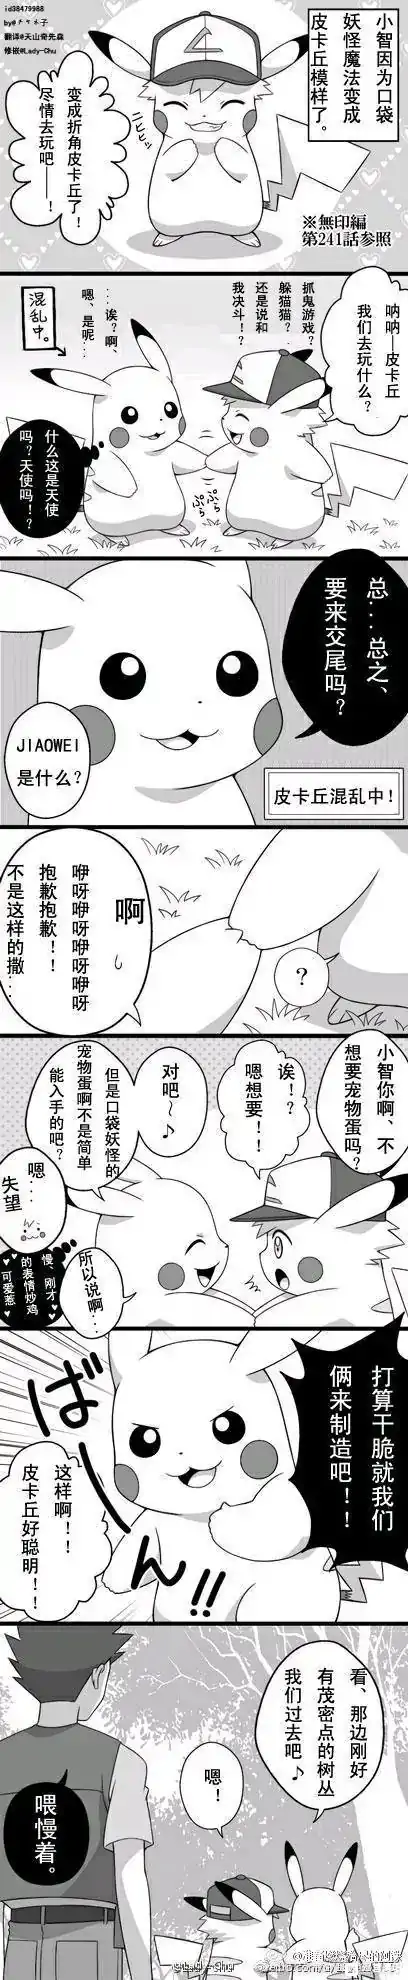 id38479988
by@チタネ子
翻译@天山奇先森
修嵌@Lady-Chu
小智因为口袋
妖怪魔法变成
皮卡丘模样了。
变成折角皮卡丘了！
尽情去玩吧——！
ニヒヒッ
※無印編
第241話参照
呐呐—皮卡丘
我们去玩什么？
抓鬼游戏？
躲猫猫？
还是说和
我决斗！？
…诶？啊、
嗯、是呢…
混乱中。
ぷら
ぷら
什么这是天使
吗？天使吗！？
总...总之、
要来交尾吗？
JIAOWEI
是什么？
皮卡丘混乱中！
啊
咿呀咿呀咿呀咿呀
抱歉抱歉！！
不是这样的撒...
？
小智你啊、不
想要宠物蛋吗？
诶！？
嗯想要！！
对吧～♪
但是口袋妖怪的
宠物蛋啊不是简单
能入手的吧？
嗯...
失望
慢、刚才
的表情炒鸡
可爱惹
所以说啊..
打算干脆就我们
俩来制造吧！！
ばーん!!
这样啊！！
皮卡丘好聪明！！
看、那边刚好
有茂密点的树丛
我们过去吧♪
嗯！
喂慢着。
@Lady-Chu